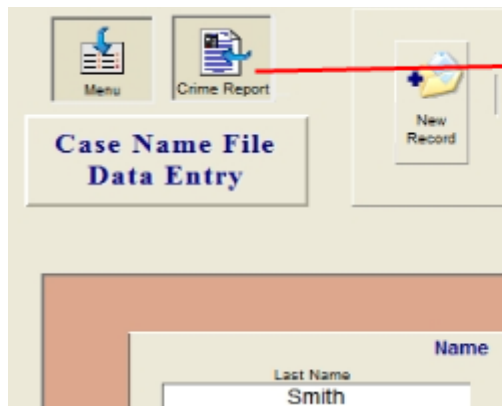 Menu
Crime Report
New
Record
Case Name File
Data Entry
Name
Last Name
Smith